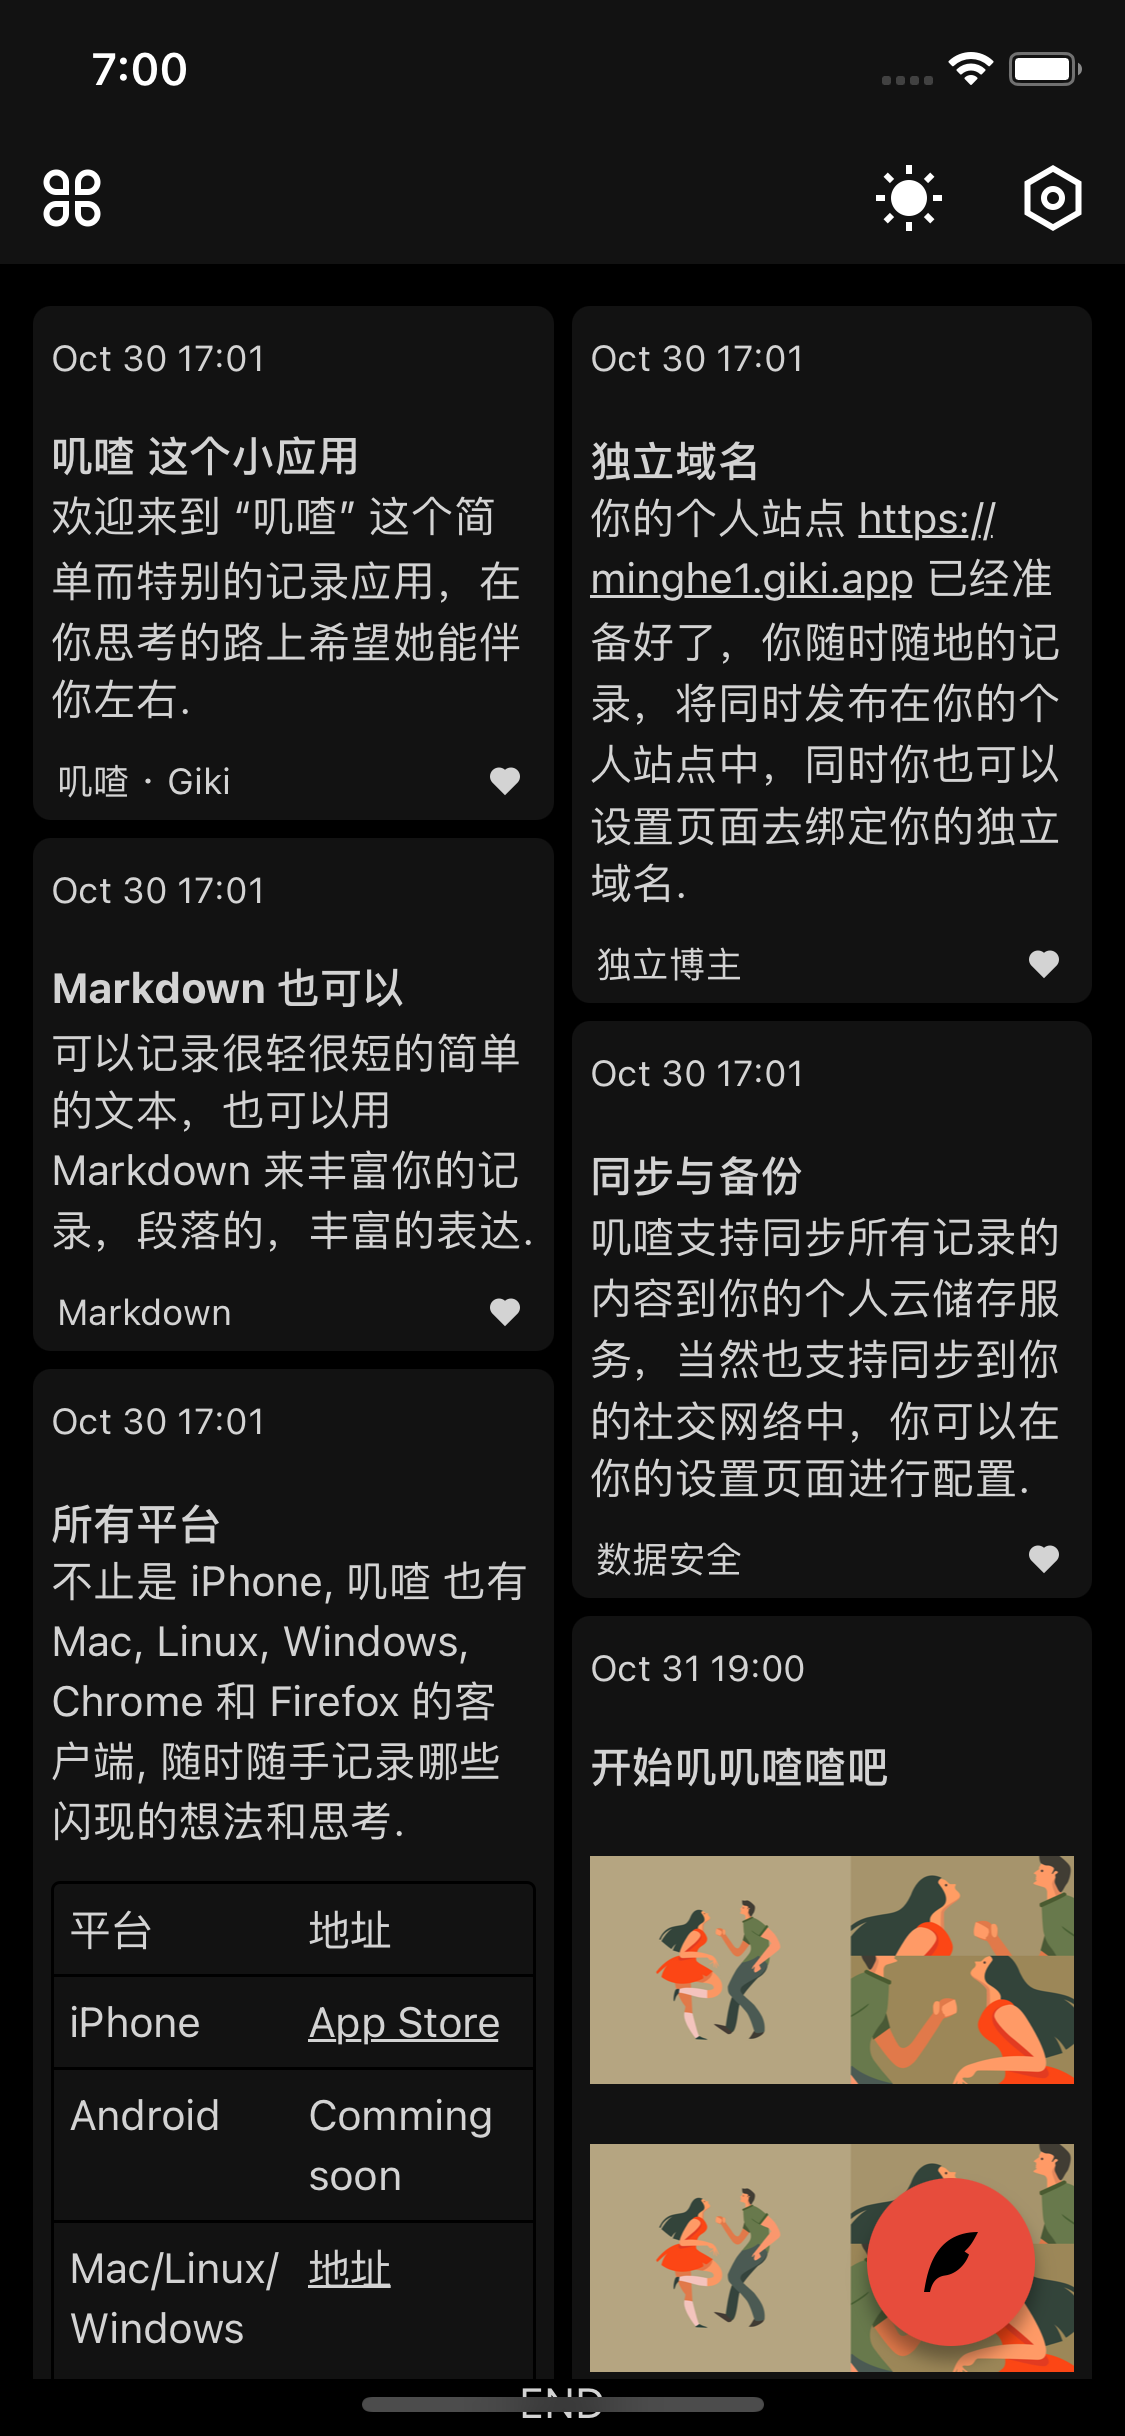 7:00
Oct 30 17:01
叽喳 这个小应用
欢迎来到 “叽喳” 这个简
单而特别的记录应用，在
你思考的路上希望她能伴
你左右.
叽喳 · Giki
Oct 30 17:01
Markdown 也可以
可以记录很轻很短的简单
的文本，也可以用
Markdown 来丰富你的记
录，段落的，丰富的表达.
Markdown
Oct 30 17:01
所有平台
不止是 iPhone, 叽喳 也有
Mac, Linux, Windows,
Chrome 和 Firefox 的客
户端, 随时随手记录哪些
闪现的想法和思考.
平台 地址
iPhone App Store
Android Comming
soon
Mac/Linux/ 地址
Windows
Oct 30 17:01
独立域名
你的个人站点 https://
minghe1.giki.app 已经准
备好了，你随时随地的记
录，将同时发布在你的个
人站点中，同时你也可以
设置页面去绑定你的独立
域名.
独立博主
Oct 30 17:01
同步与备份
叽喳支持同步所有记录的
内容到你的个人云储存服
务，当然也支持同步到你
的社交网络中，你可以在
你的设置页面进行配置.
数据安全
Oct 31 19:00
开始叽叽喳喳吧
END